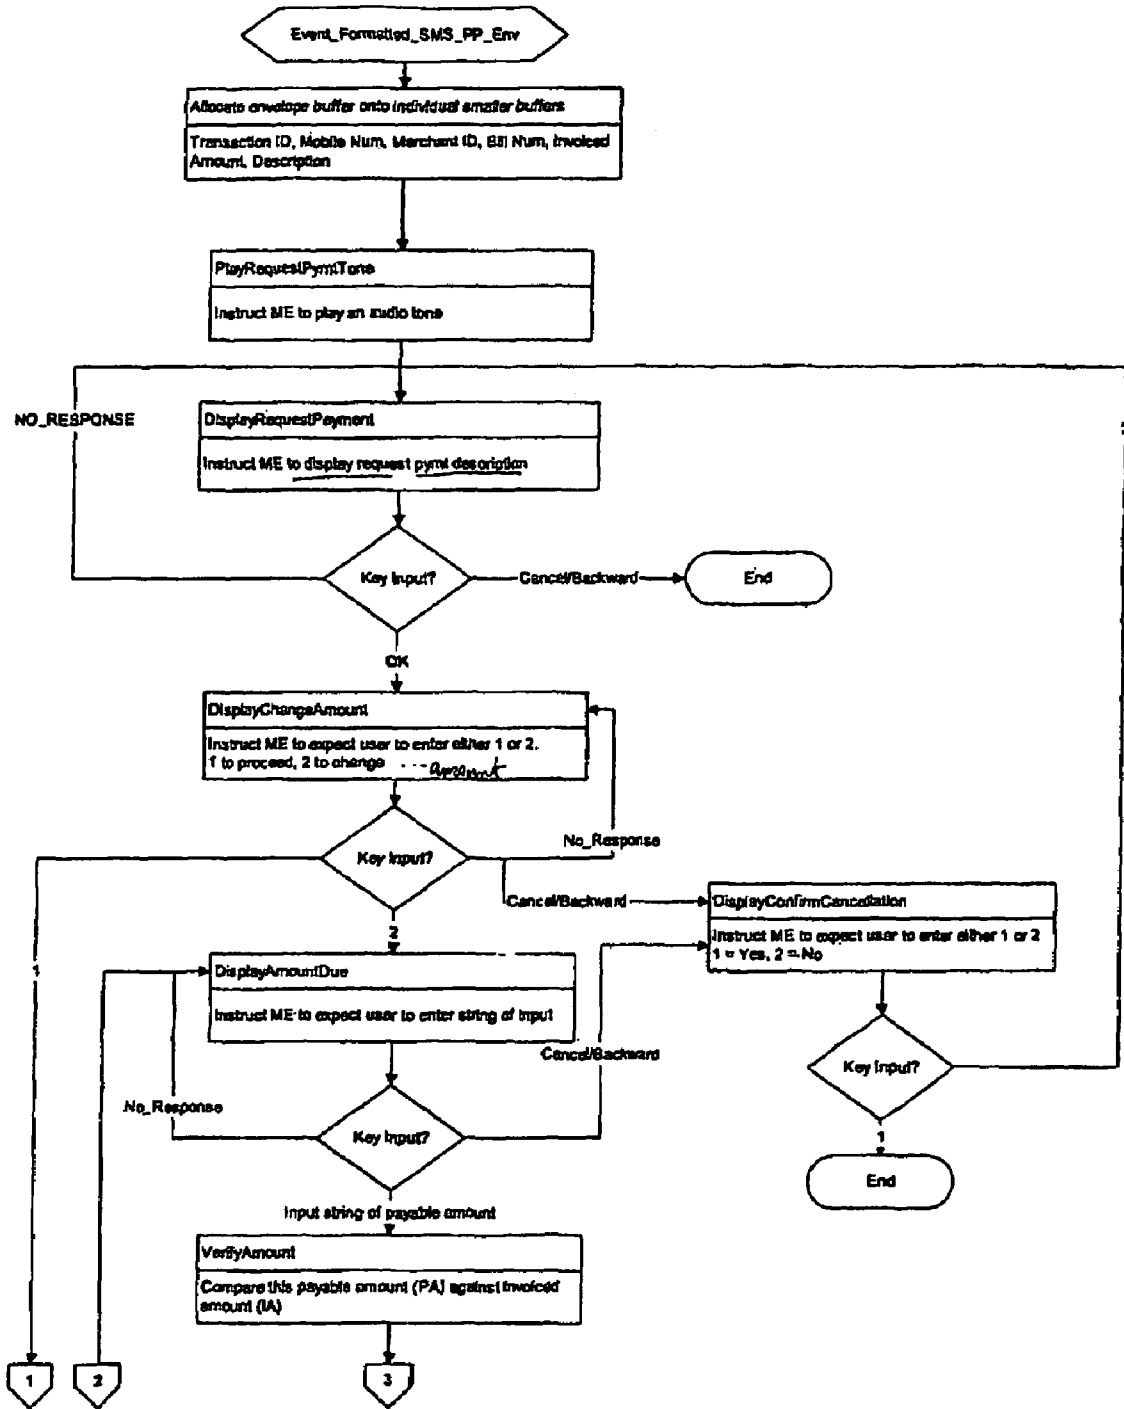 Event_Formatted_SMS_PP_Env
Allocate envelope buffer onto individual smaller buffers
Transaction ID, Mobile Num, Merchant ID, Bill Num, Invoiced
Amount, Description
PlayRequestPymtTone
Instruct ME to play an audio tone
NO_RESPONSE
DisplayRequestPayment
Instruct ME to display request pymt description
Key Input?
Cancel/Backward
End
OK
DisplayChangeAmount
Instruct ME to expect user to enter either 1 or 2.
1 to proceed, 2 to change ... amount
Key Input?
No_Response
Cancel/Backward
DisplayConfirmCancellation
Instruct ME to expect user to enter either 1 or 2
1 = Yes, 2 = No
2
1
DisplayAmountDue
Instruct ME to expect user to enter string of input
Cancel/Backward
Key Input?
No_Response
Key Input?
1
End
Input string of payable amount
VerifyAmount
Compare this payable amount (PA) against invoiced
amount (IA)
1
2
3